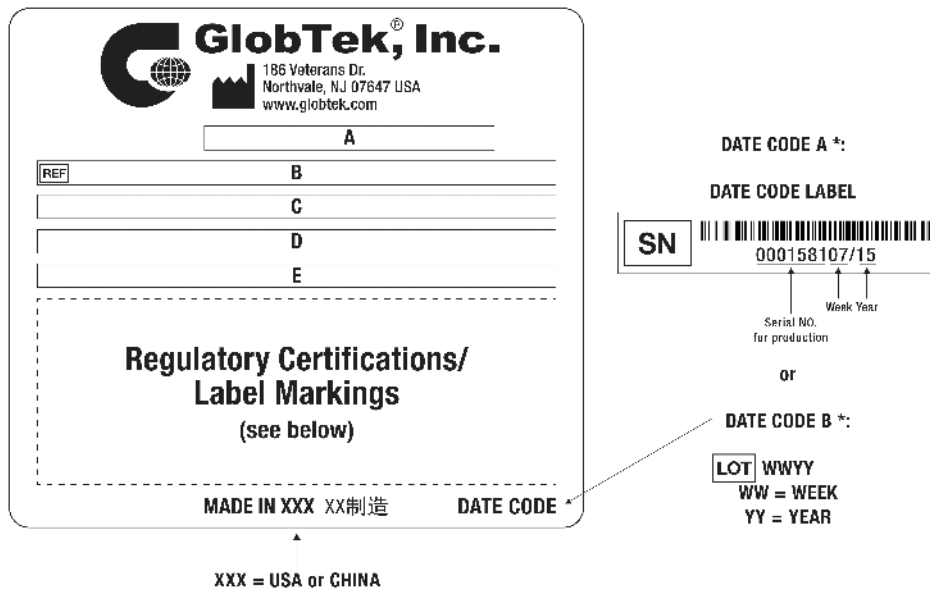 GlobTek®, Inc.
186 Veterans Dr.
Northvale, NJ 07647 USA
www.globtek.com
A
REF B
C
D
E
Regulatory Certifications/
Label Markings
(see below)
MADE IN XXX XX制造 DATE CODE
XXX = USA or CHINA
DATE CODE A *:
DATE CODE LABEL
SN
00015810７/15
Week Year
Serial NO.
for production
or
DATE CODE B *:
LOT WWYY
WW = WEEK
YY = YEAR